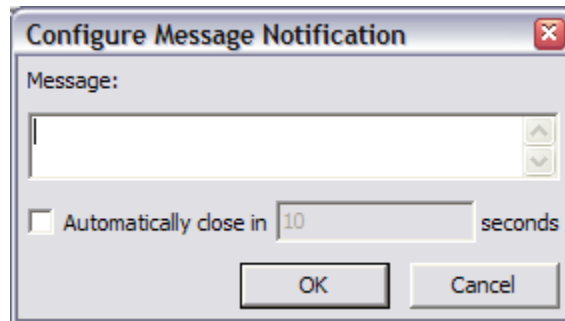 Configure Message Notification
Message:
Automatically close in 10 seconds
OK Cancel